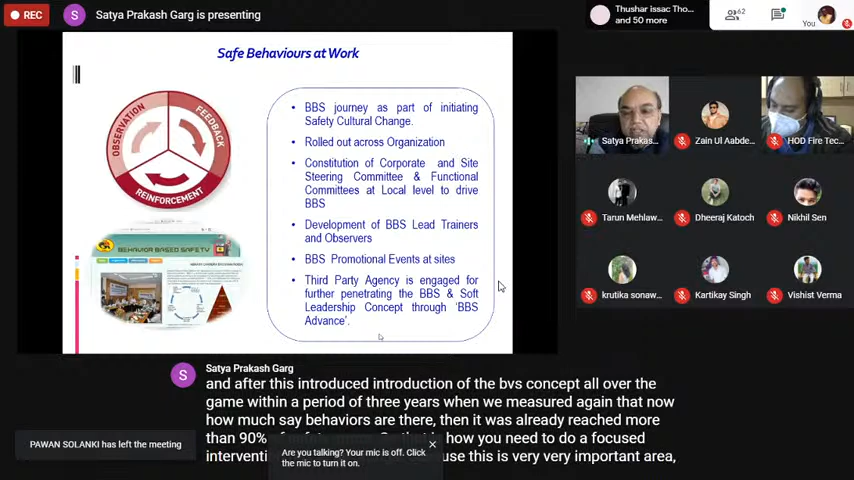 REC
S
Satya Prakash Garg is presenting
Thushar issac Tho...
and 50 more
62
You
Safe Behaviours at Work
OBSERVATION
FEEDBACK
REINFORCEMENT
BEHAVIOR BASED SAFETY
• BBS journey as part of initiating
Safety Cultural Change.
• Rolled out across Organization
• Constitution of Corporate and Site
Steering Committee & Functional
Committees at Local level to drive
BBS
• Development of BBS Lead Trainers
and Observers
• BBS Promotional Events at sites
• Third Party Agency is engaged for
further penetrating the BBS & Soft
Leadership Concept through 'BBS
Advance'.
Satya Prakas...
Zain Ul Aabde...
HOD Fire Tec...
Tarun Mehlaw...
Dheeraj Katoch
Nikhil Sen
krutika sonaw...
Kartikay Singh
Vishist Verma
S
Satya Prakash Garg
and after this introduced introduction of the bvs concept all over the
game within a period of three years when we measured again that now
how much say behaviors are there, then it was already reached more
than 90% how you need to do a focused
interventi use this is very very important area,
PAWAN SOLANKI has left the meeting
Are you talking? Your mic is off. Click
the mic to turn it on.